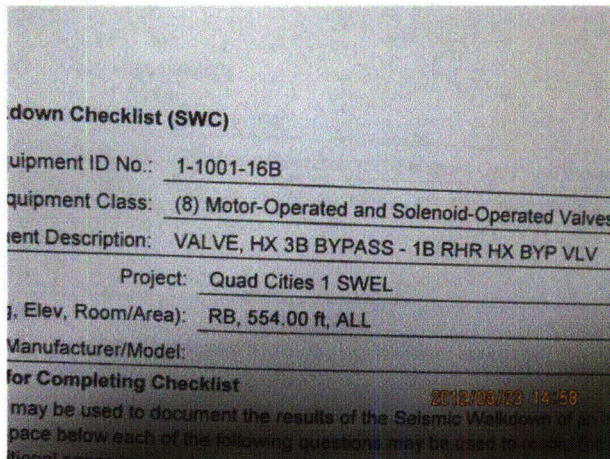 down Checklist (SWC)
uipment ID No.: 1-1001-16B
quipment Class: (8) Motor-Operated and Solenoid-Operated Valves
ent Description: VALVE, HX 3B BYPASS - 1B RHR HX BYP VLV
Project: Quad Cities 1 SWEL
, Elev, Room/Area): RB, 554.00 ft, ALL
Manufacturer/Model:
for Completing Checklist
2012/08/23 14:58
may be used to document the results of the Seismic Walkdown of an
pace below each of the following questions may be used to record